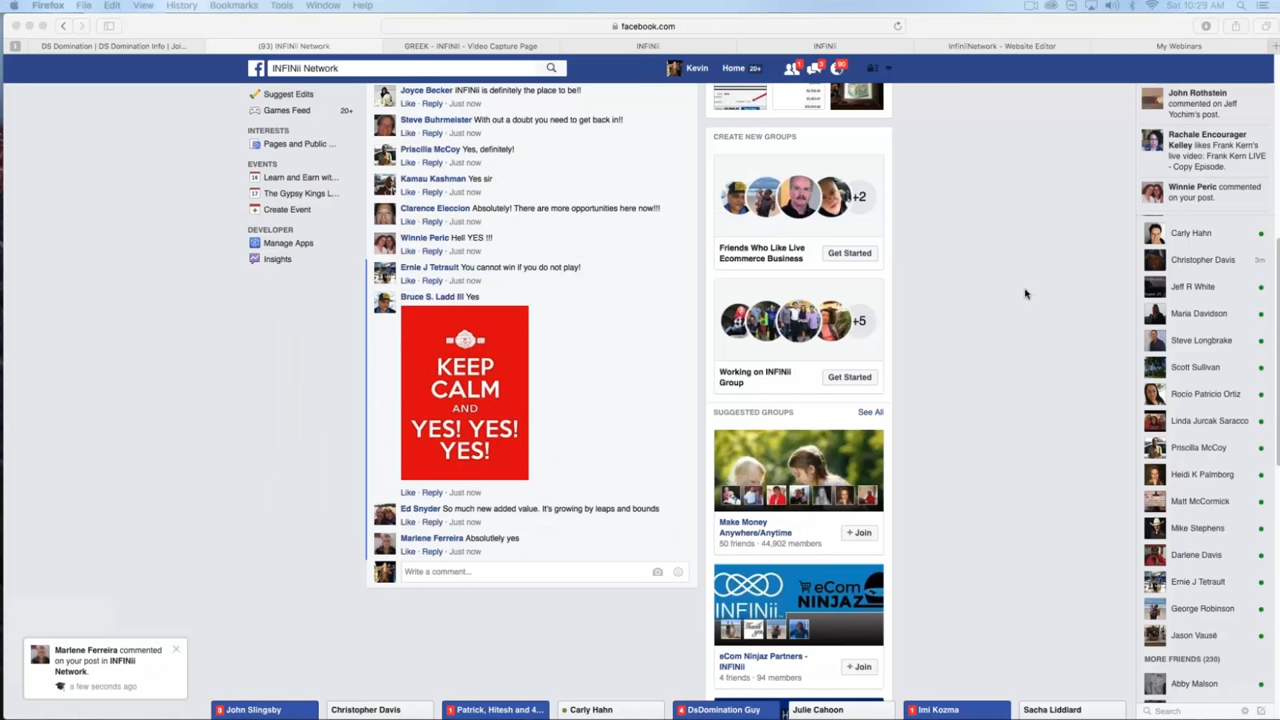 Firefox File Edit View History Bookmarks Tools Window Help
Sat 10:29 AM
facebook.com
DS Domination | DS Domination Info | Joi...
(93) INFINii Network
GREEK - INFINii - Video Capture Page
INFINii
INFINii
InfiniiNetwork - Website Editor
My Webinars
INFINii Network
Kevin
Home 20+
1
3
90
Suggest Edits
Games Feed 20+
INTERESTS
Pages and Public ...
EVENTS
Learn and Earn wit...
The Gypsy Kings L...
Create Event
DEVELOPER
Manage Apps
Insights
Joyce Becker INFINii is definitely the place to be!!
Like · Reply · Just now
Steve Buhrmeister With out a doubt you need to get back in!!
Like · Reply · Just now
Priscilla McCoy Yes, definitely!
Like · Reply · Just now
Kamau Kashman Yes sir
Like · Reply · Just now
Clarence Eleccion Absolutely! There are more opportunities here now!!!
Like · Reply · Just now
Winnie Peric Hell YES !!!
Like · Reply · Just now
Ernie J Tetrault You cannot win if you do not play!
Like · Reply · Just now
Bruce S. Ladd III Yes
KEEP
CALM
AND
YES! YES!
YES!
Like · Reply · Just now
Ed Snyder So much new added value. It's growing by leaps and bounds
Like · Reply · Just now
Marlene Ferreira Absolutiely yes
Like · Reply · Just now
Write a comment...
CREATE NEW GROUPS
+2
Friends Who Like Live
Ecommerce Business
Get Started
+5
Working on INFINii
Group
Get Started
SUGGESTED GROUPS
See All
Make Money
Anywhere/Anytime
50 friends · 44,902 members
+ Join
INFINii
eCom
NINJAZ
eCom Ninjaz Partners -
INFINii
4 friends · 94 members
+ Join
John Rothstein
commented on Jeff
Yochim's post.
Rachale Encourager
Kelley likes Frank Kern's
live video: Frank Kern LIVE
- Copy Episode.
Winnie Peric commented
on your post.
Carly Hahn
Christopher Davis 3m
Jeff R White
Maria Davidson
Steve Longbrake
Scott Sullivan
Rocío Patricio Ortiz
Linda Jurcak Saracco
Priscilla McCoy
Heidi K Palmborg
Matt McCormick
Mike Stephens
Darlene Davis
Ernie J Tetrault
George Robinson
Jason Vausé
MORE FRIENDS (230)
Abby Malson
Search
Marlene Ferreira commented
on your post in INFINii
Network.
a few seconds ago
3 John Slingsby
Christopher Davis
1 Patrick, Hitesh and 4...
Carly Hahn
4 DsDomination Guy
Julie Cahoon
1 Imi Kozma
Sacha Liddiard